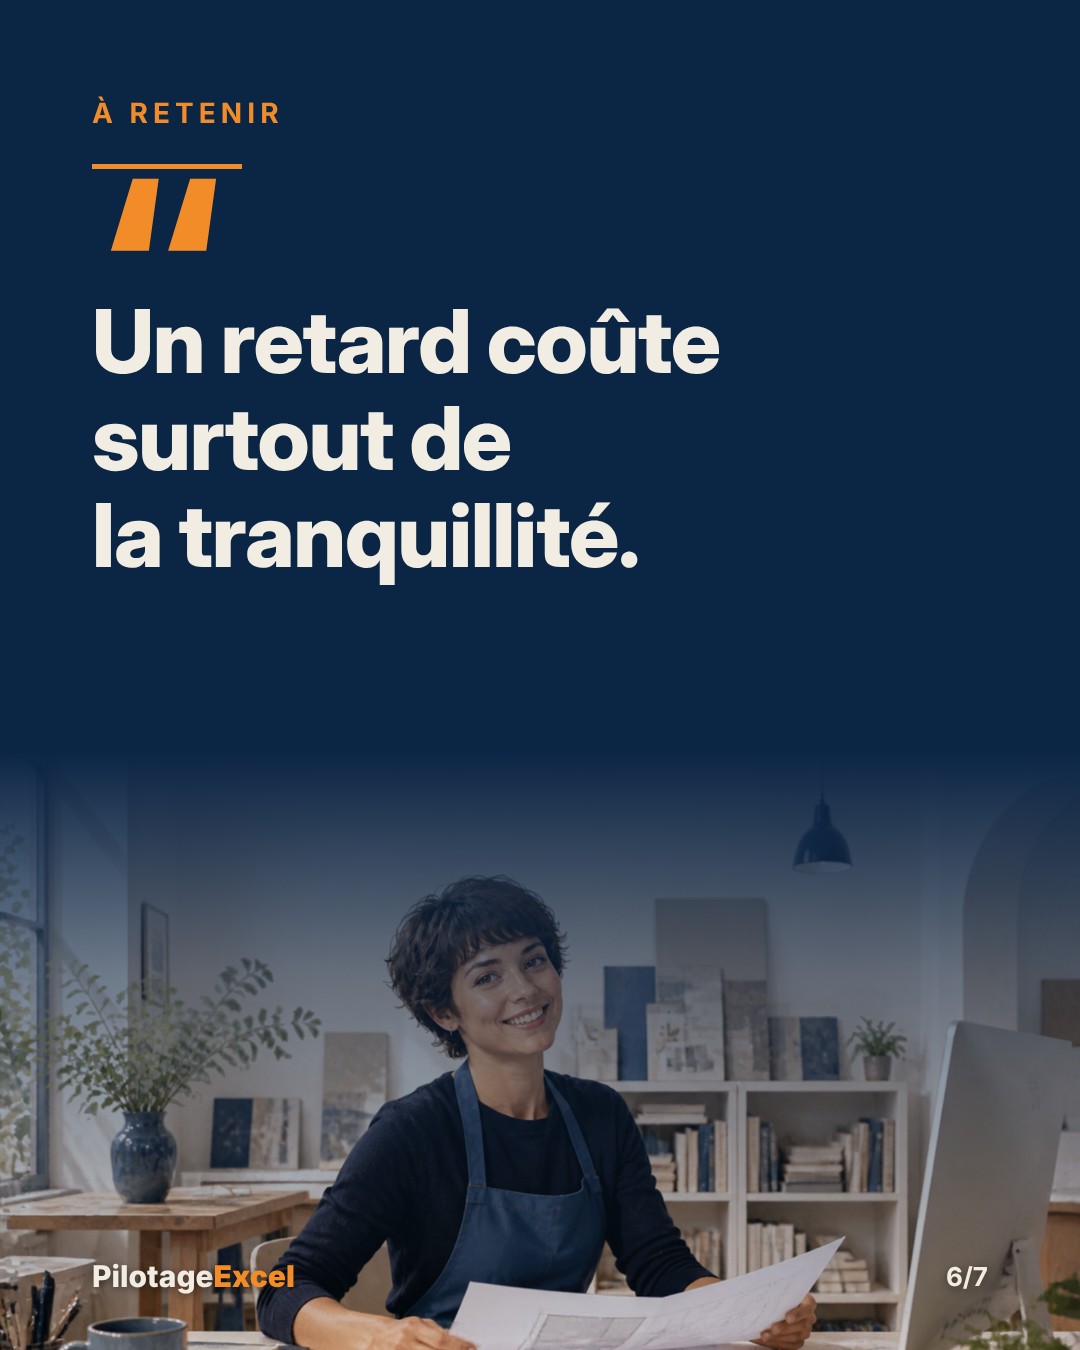 À RETENIR
"
Un retard coûte
surtout de
la tranquillité.
PilotageExcel
6/7